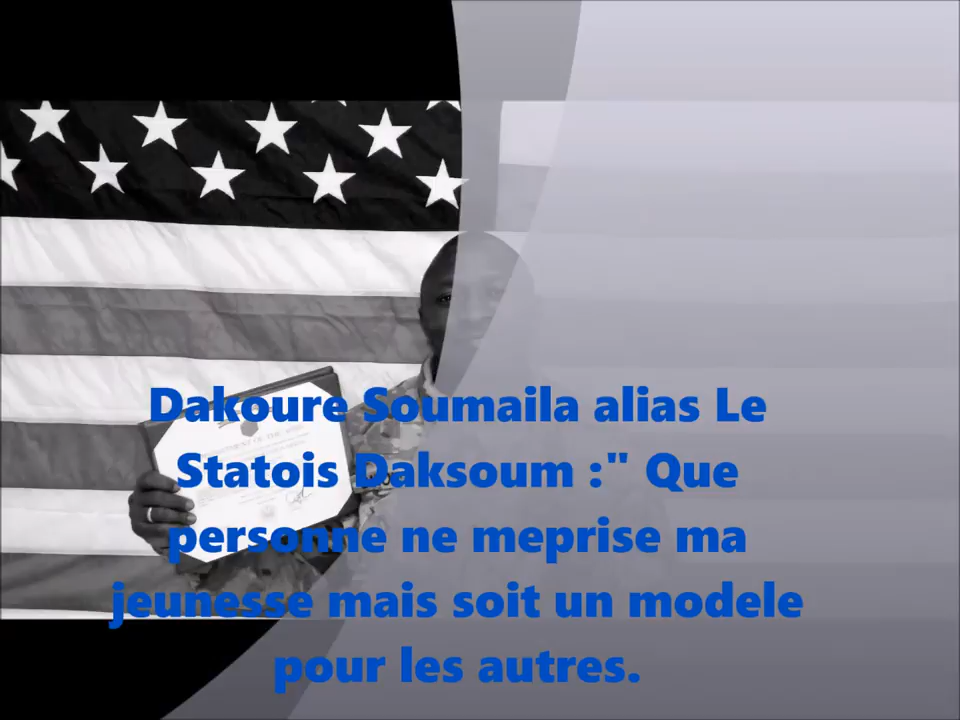 Dakoure Soumaila alias Le
Statois Daksoum :" Que
personne ne meprise ma
jeunesse mais soit un modele
pour les autres.